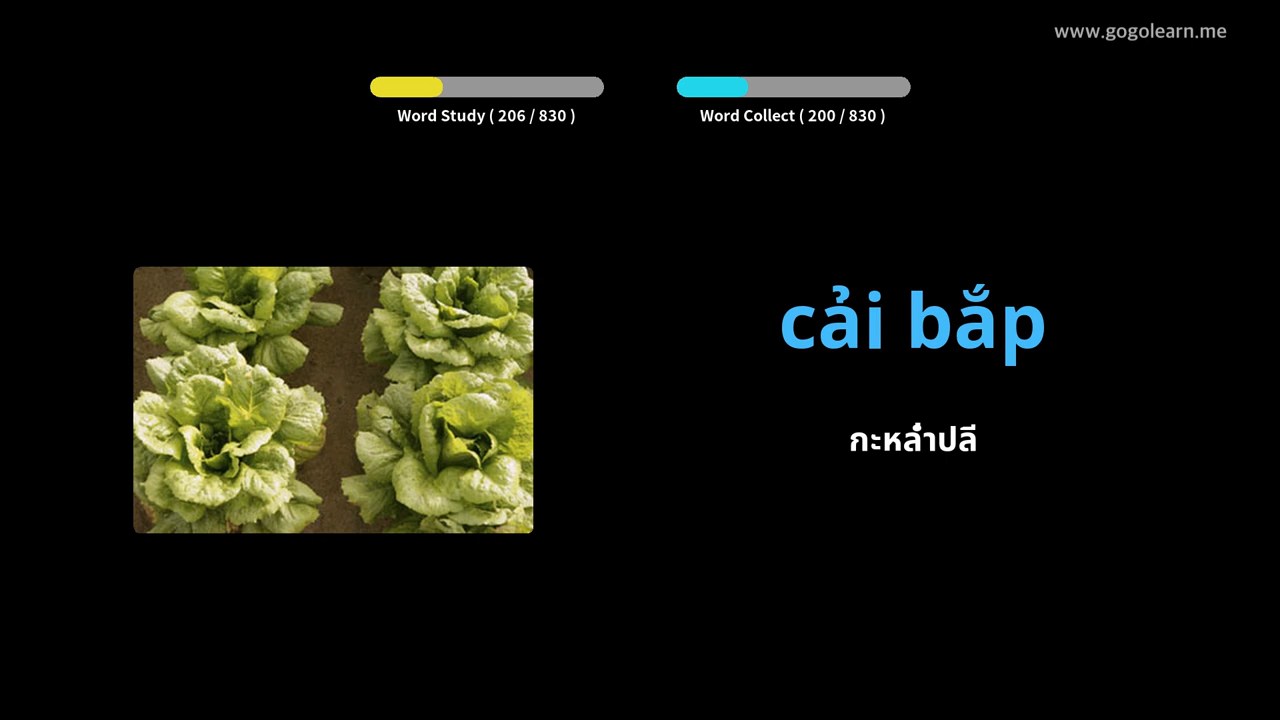 www.gogolearn.me
Word Study ( 206 / 830 )
Word Collect ( 200 / 830 )
cải bắp
กะหล่ำปลี